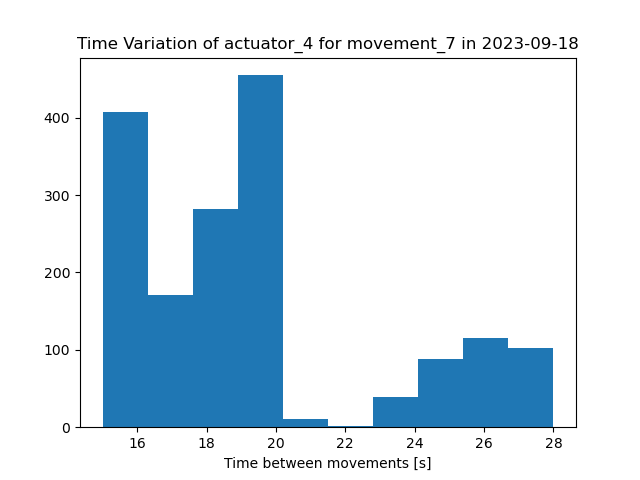 Time Variation of actuator_4 for movement_7 in 2023-09-18
400
300
200
100
0
16 18 20 22 24 26 28
Time between movements [s]